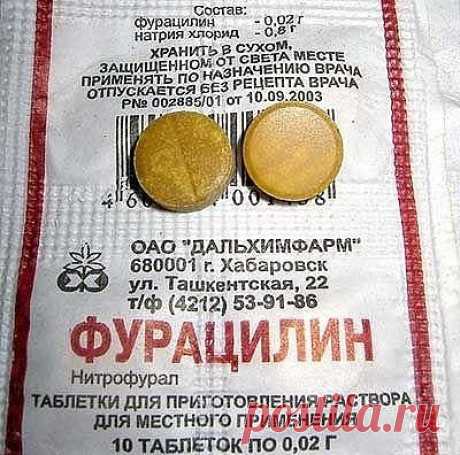 Состав:
фурацилин - 0,02 г
натрия хлорид - 0,8 г
ХРАНИТЬ В СУХОМ,
ЗАЩИЩЕННОМ ОТ СВЕТА МЕСТЕ
ПРИМЕНЯТЬ ПО НАЗНАЧЕНИЮ ВРАЧА
ОТПУСКАЕТСЯ БЕЗ РЕЦЕПТА ВРАЧА
Р№ 002885/01 от 10.09.2003
ОАО "ДАЛЬХИМФАРМ"
680001 г. Хабаровск
ул. Ташкентская, 22
т/ф (4212) 53-91-86
ФУРАЦИЛИН
Нитрофурал
ТАБЛЕТКИ ДЛЯ ПРИГОТОВЛЕНИЯ РАСТВОРА
ДЛЯ МЕСТНОГО ПРИМЕНЕНИЯ
10 ТАБЛЕТОК ПО 0,02 Г
postila.ru